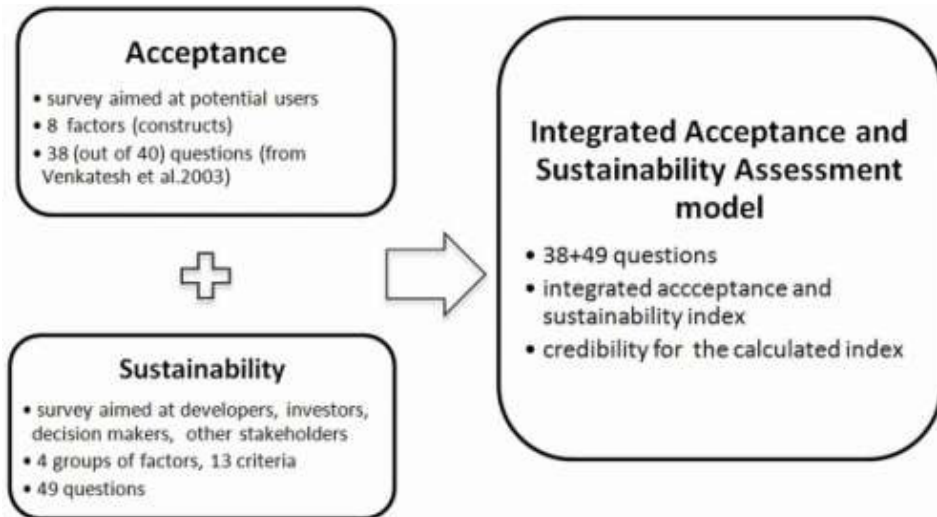 Acceptance
• survey aimed at potential users
• 8 factors (constructs)
• 38 (out of 40) questions (from
Venkatesh et al.2003)
Sustainability
• survey aimed at developers, investors,
decision makers, other stakeholders
• 4 groups of factors, 13 criteria
• 49 questions
Integrated Acceptance and
Sustainability Assessment
model
• 38+49 questions
• integrated accceptance and
sustainability index
• credibility for the calculated index